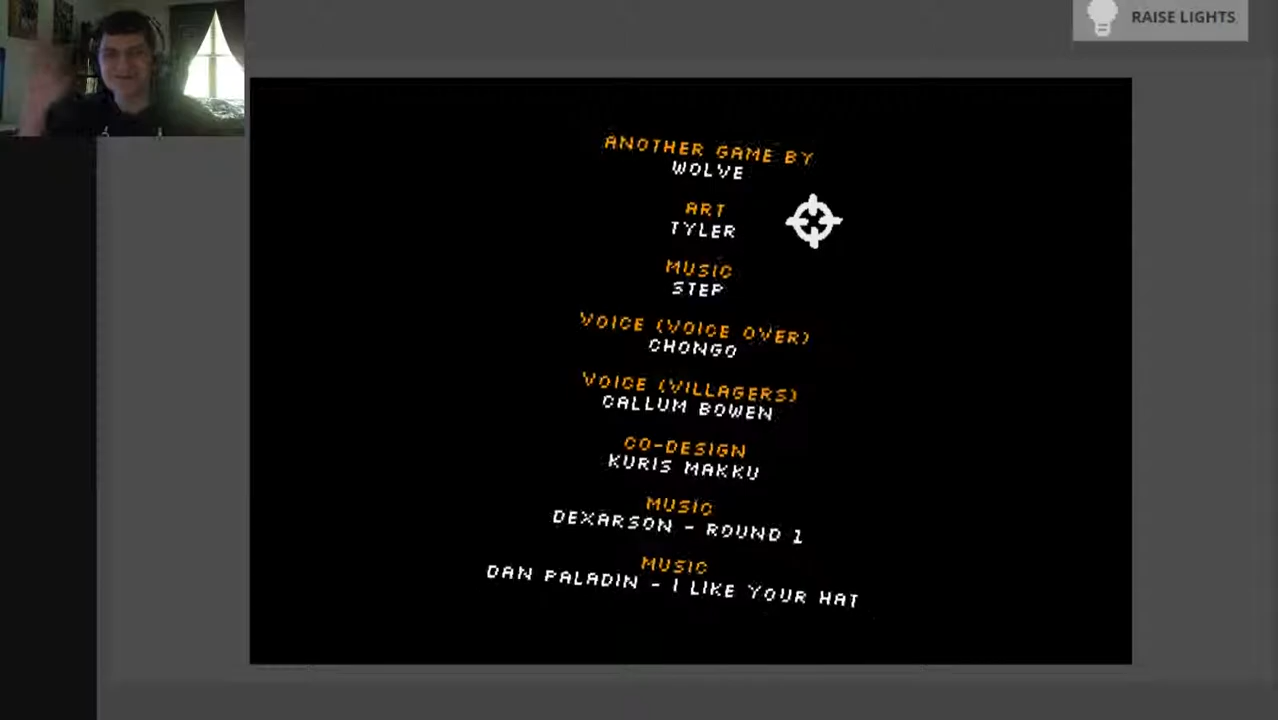 RAISE LIGHTS
ANOTHER GAME BY
WOLVE
ART
TYLER
MUSIC
STEP
VOICE (VOICE OVER)
CHONGO
VOICE (VILLAGERS)
CALLUM BOWEN
CO-DESIGN
KURIS MAKKU
MUSIC
DEXARSON - ROUND 1
MUSIC
DAN PALADIN - I LIKE YOUR HAT